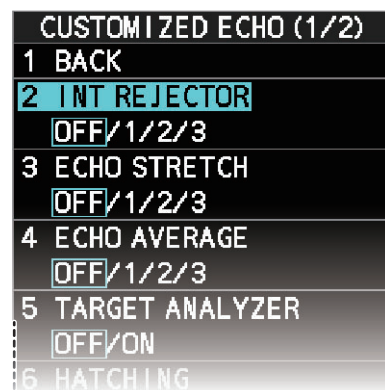 CUSTOMIZED ECHO (1/2)
1 BACK
2 INT REJECTOR
OFF/1/2/3
3 ECHO STRETCH
OFF/1/2/3
4 ECHO AVERAGE
OFF/1/2/3
5 TARGET ANALYZER
OFF/ON
6 HATCHING